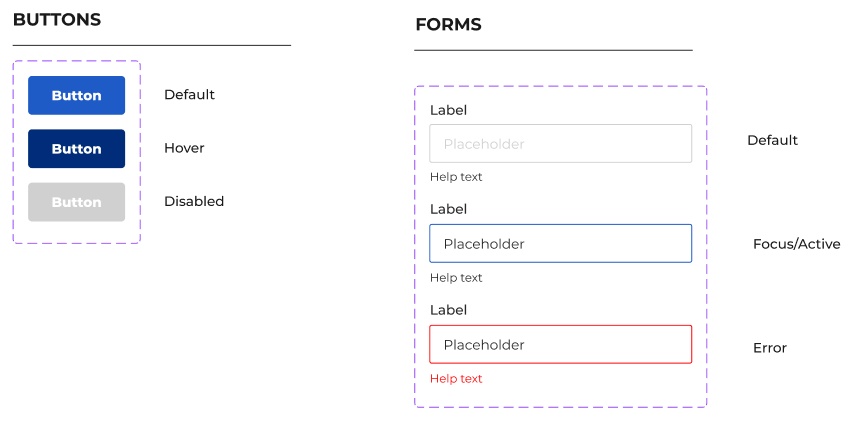 BUTTONS
Button
Default
Button
Hover
Button
Disabled
FORMS
Label
Placeholder
Help text
Default
Label
Placeholder
Help text
Focus/Active
Label
Placeholder
Help text
Error